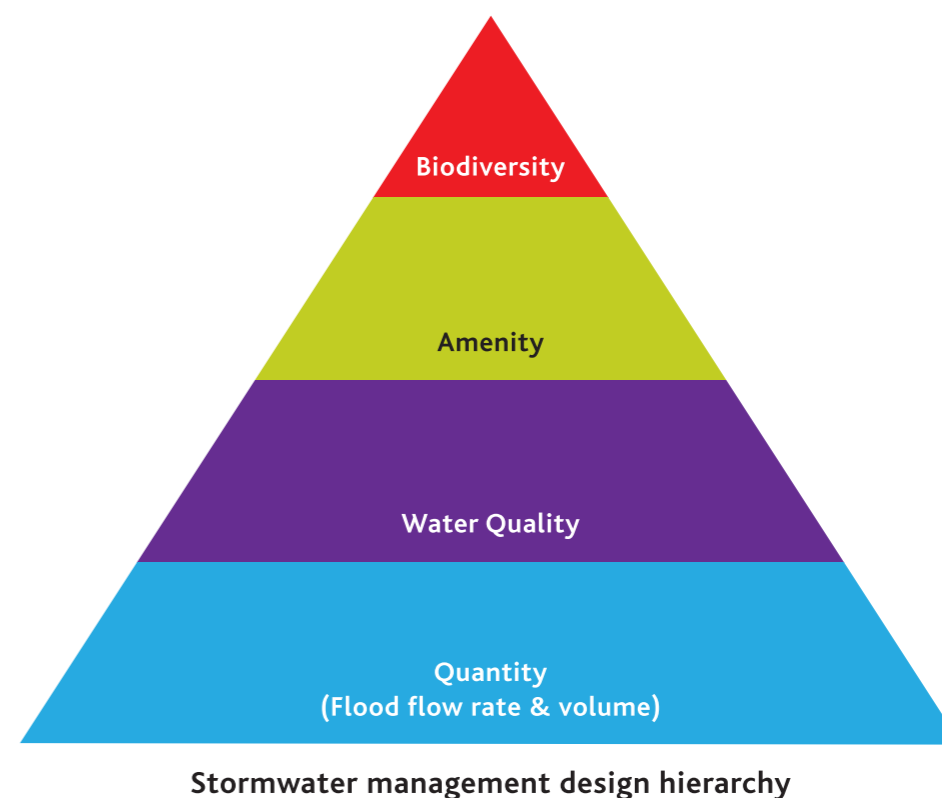 Biodiversity
Amenity
Water Quality
Quantity
(Flood flow rate & volume)
Stormwater management design hierarchy